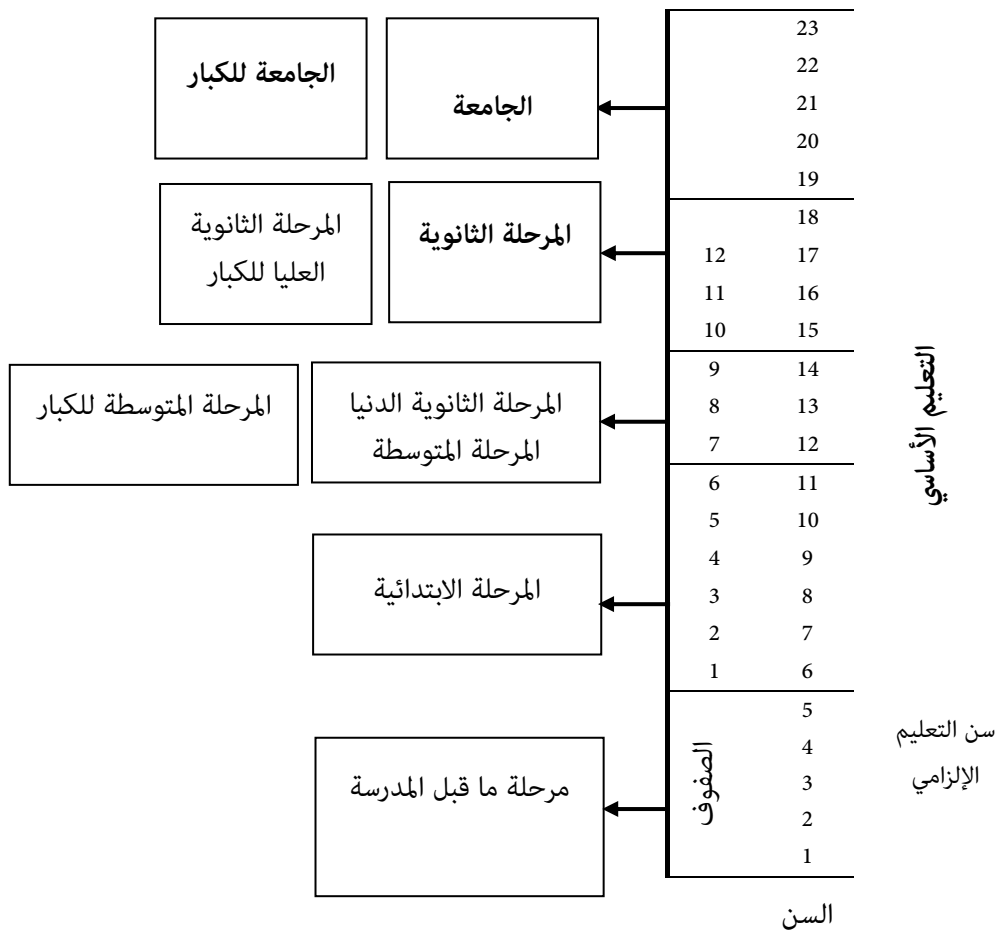 23
22
الجامعة
الجامعة للكبار
21
20
19
18
12 17
المرحلة الثانوية
المرحلة الثانوية
العليا للكبار
11 16
10 15
9 14
8 13
7 12
المرحلة الثانوية الدنيا
المرحلة المتوسطة
المرحلة المتوسطة للكبار
التعليم الأساسي
6 11
5 10
4 9
3 8
2 7
1 6
المرحلة الابتدائية
5
4
3
2
1
الصفوف
سن التعليم
الإلزامي
مرحلة ما قبل المدرسة
السن